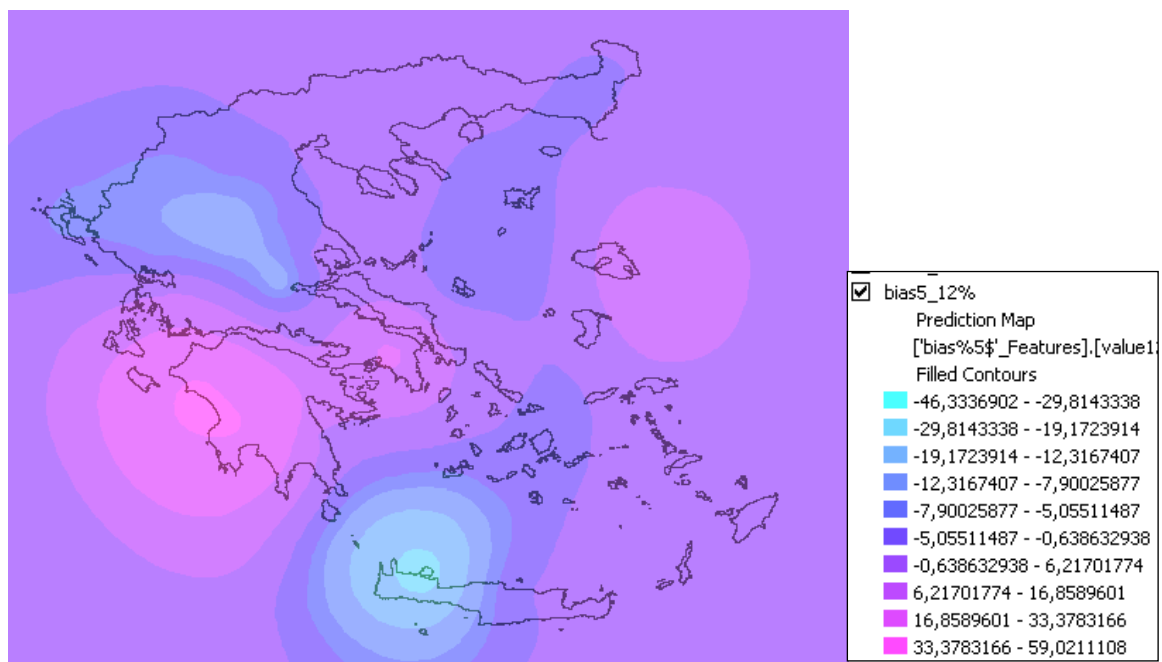 bias5_12%
Prediction Map
['bias%5$'_Features].[value1
Filled Contours
-46,3336902 - -29,8143338
-29,8143338 - -19,1723914
-19,1723914 - -12,3167407
-12,3167407 - -7,90025877
-7,90025877 - -5,05511487
-5,05511487 - -0,638632938
-0,638632938 - 6,21701774
6,21701774 - 16,8589601
16,8589601 - 33,3783166
33,3783166 - 59,0211108